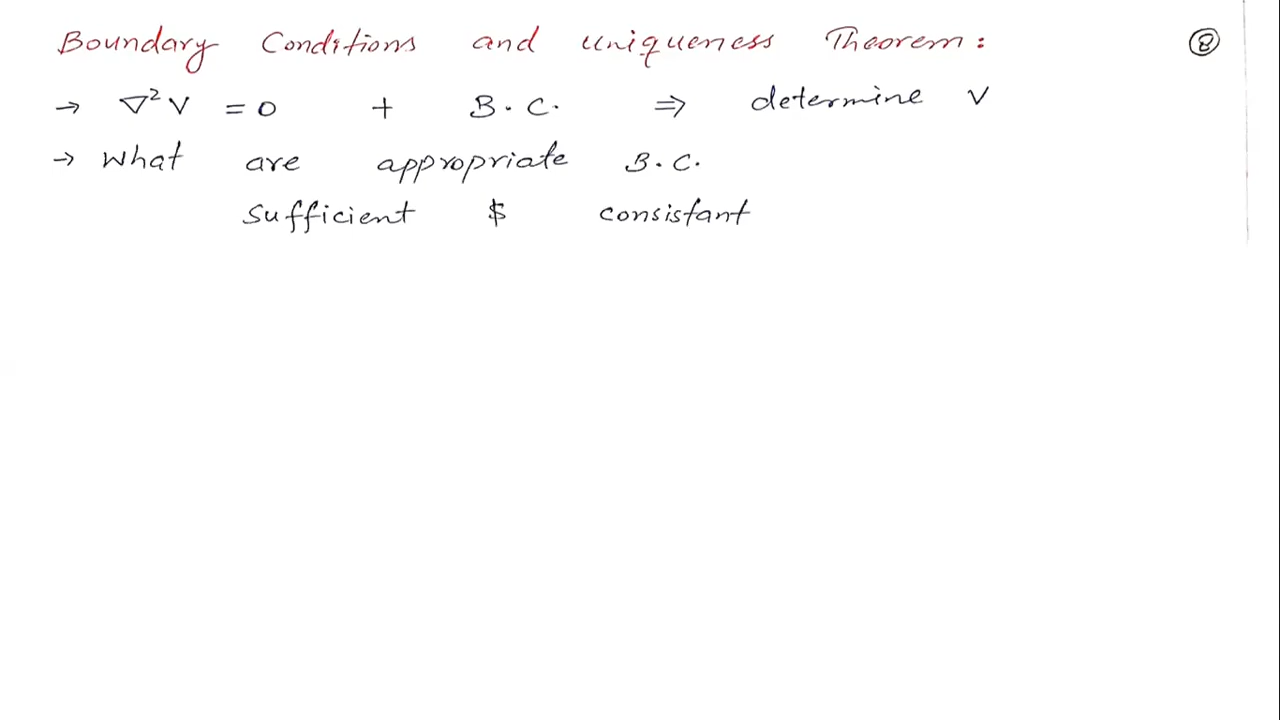 Boundary Conditions and uniqueness Theorem: ⑧
→ ∇²V = 0 + B.C. ⇒ determine V
→ what are appropriate B.C.
sufficient $ consistant